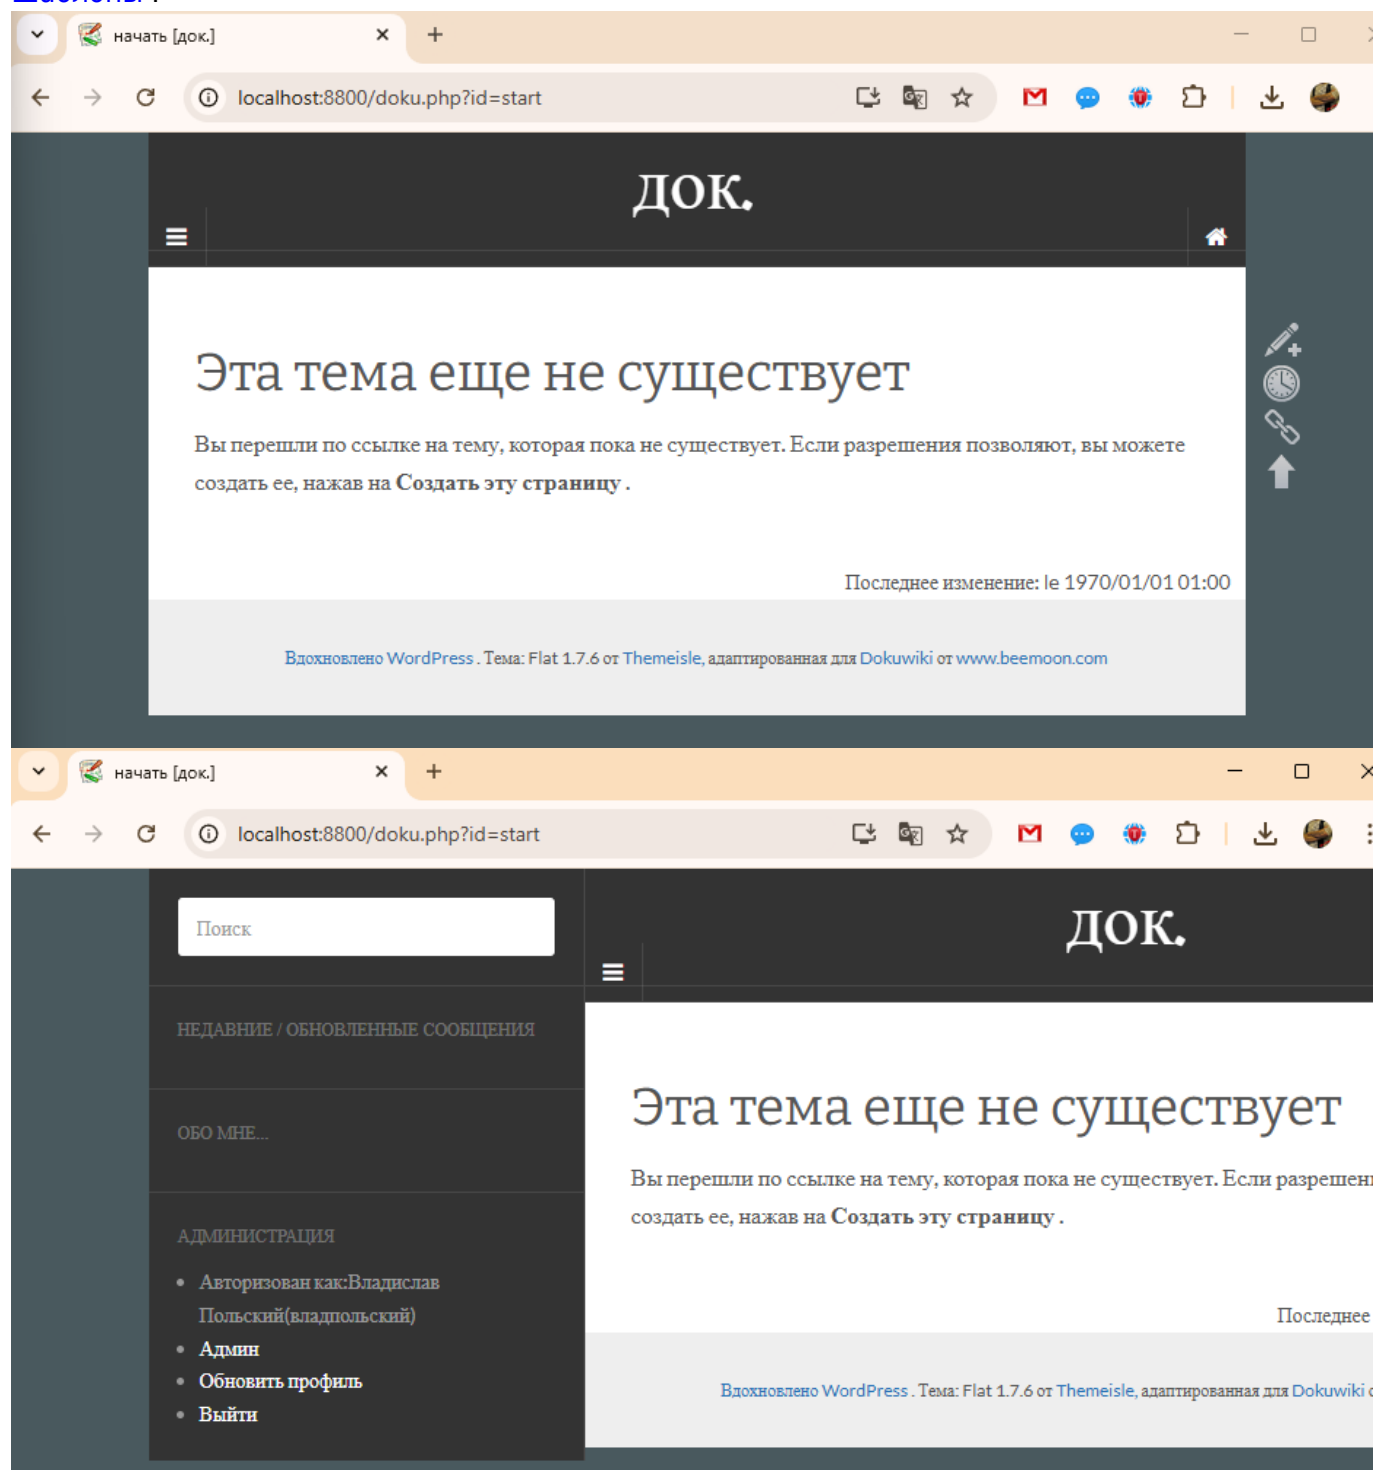 Шаблоны .
начать [док.]
localhost:8800/doku.php?id=start
док.
Эта тема еще не существует
Вы перешли по ссылке на тему, которая пока не существует. Если разрешения позволяют, вы можете
создать ее, нажав на Создать эту страницу .
Последнее изменение: le 1970/01/01 01:00
Вдохновлено WordPress . Тема: Flat 1.7.6 от Themeisle, адаптированная для Dokuwiki от www.beemoon.com
начать [док.]
localhost:8800/doku.php?id=start
Поиск
док.
НЕДАВНИЕ / ОБНОВЛЕННЫЕ СООБЩЕНИЯ
Эта тема еще не существует
ОБО МНЕ...
Вы перешли по ссылке на тему, которая пока не существует. Если
создать ее, нажав на Создать эту страницу .
АДМИНИСТРАЦИЯ
Авторизован как:Владислав
Польский(владпольский)
Админ
Обновить профиль
Выйти
Последнее
Вдохновлено WordPress . Тема: Flat 1.7.6 от Themeisle, адаптированная для Dokuwiki